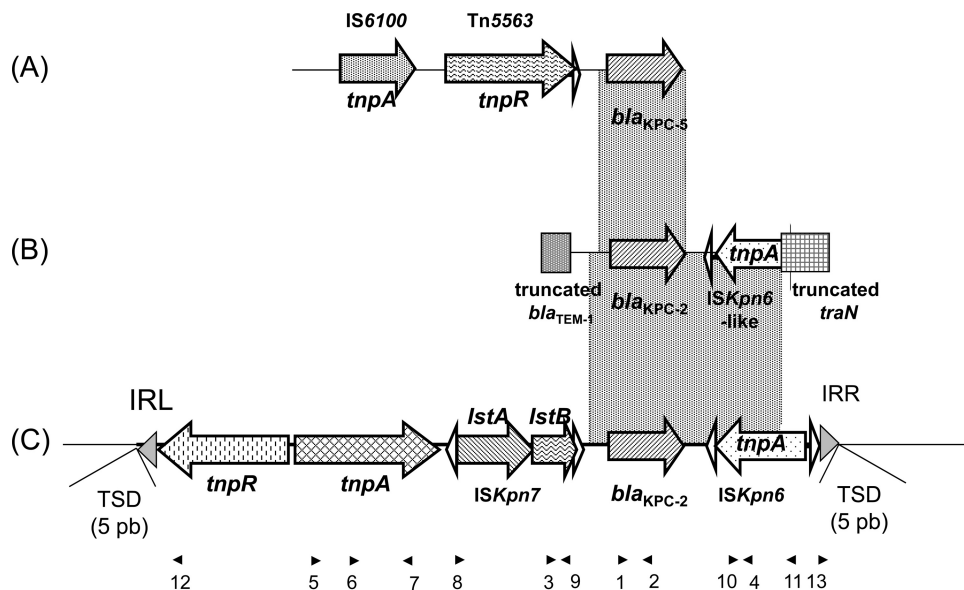 IS6100 Tn5563
(A)
tnpA tnpR blaKPC-5
(B)
tnpA
truncated blaTEM-1
blaKPC-2
ISKpn6 -like
truncated traN
IRL IstA IstB IRR
(C)
tnpA
tnpR tnpA ISKpn7 blaKPC-2 ISKpn6
TSD (5 pb)
TSD (5 pb)
12 5 6 7 8 3 9 1 2 10 4 11 13